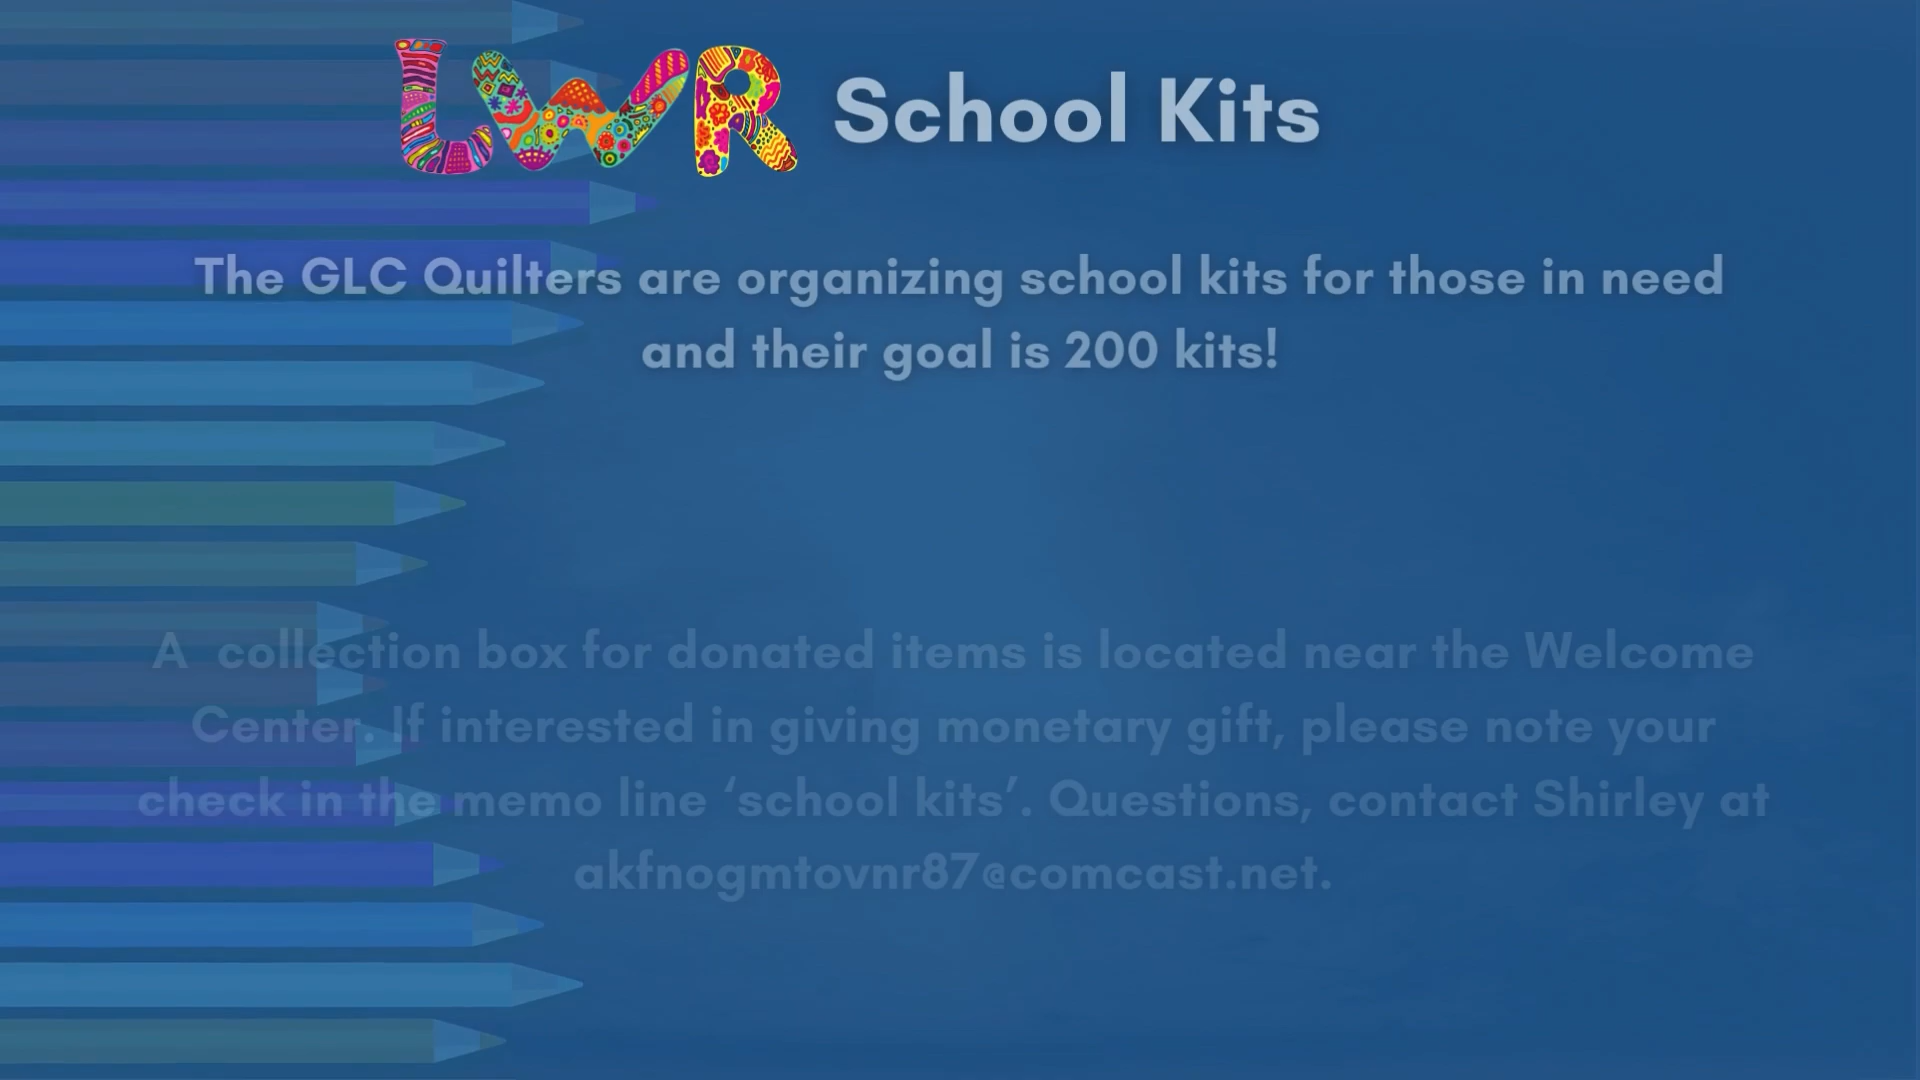 LWR School Kits
The GLC Quilters are organizing school kits for those in need
and their goal is 200 kits!
A collection box for donated items is located near the Welcome
Center. If interested in giving monetary gift, please note your
check in the memo line ‘school kits’. Questions, contact Shirley at
akfnogmtovnr87@comcast.net.